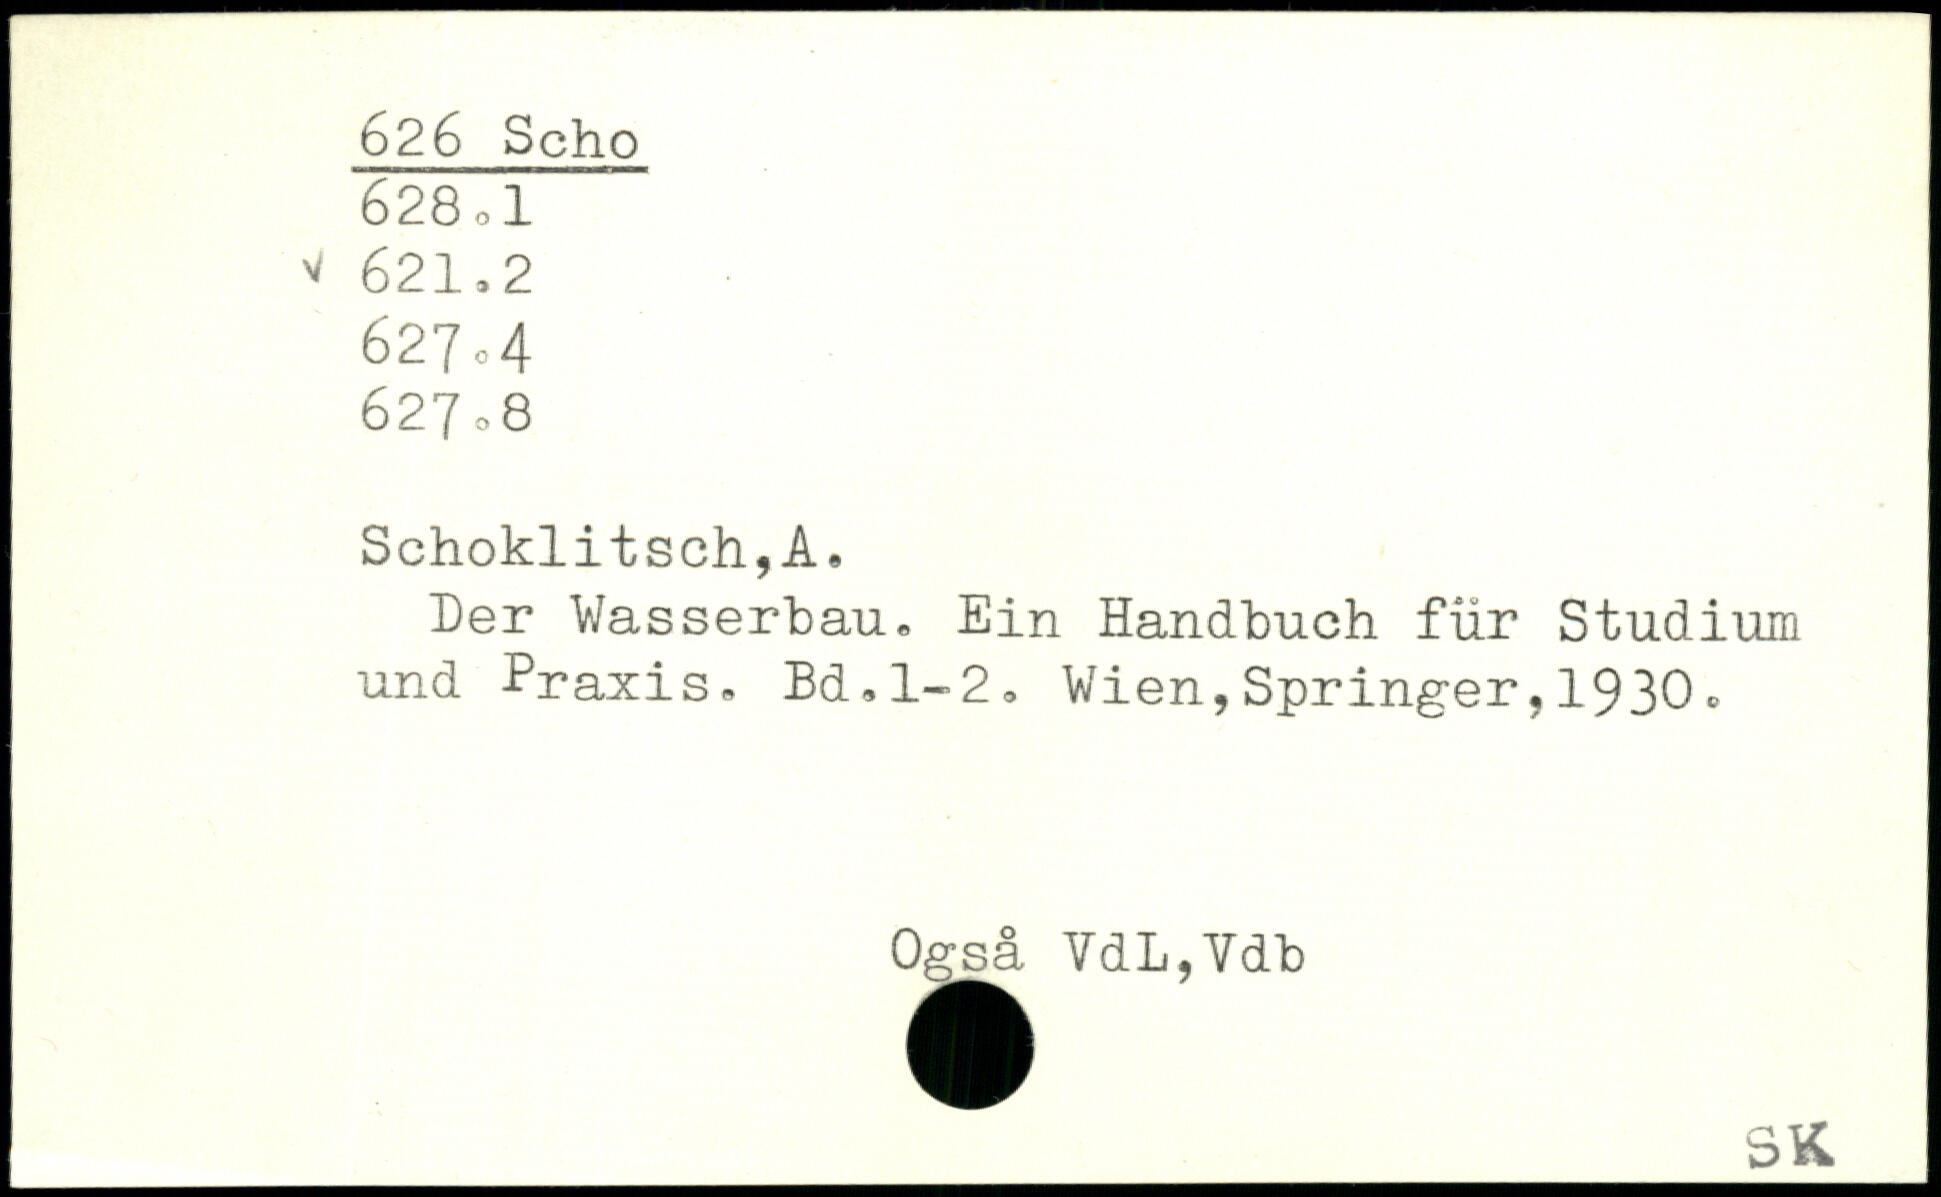 626 Scho
628.1
✓ 621.2
627.4
627.8
Schoklitsch,A.
Der Wasserbau. Ein Handbuch für Studium
und Praxis. Bd.1-2. Wien,Springer,1930.
Også VdL,Vdb
SK